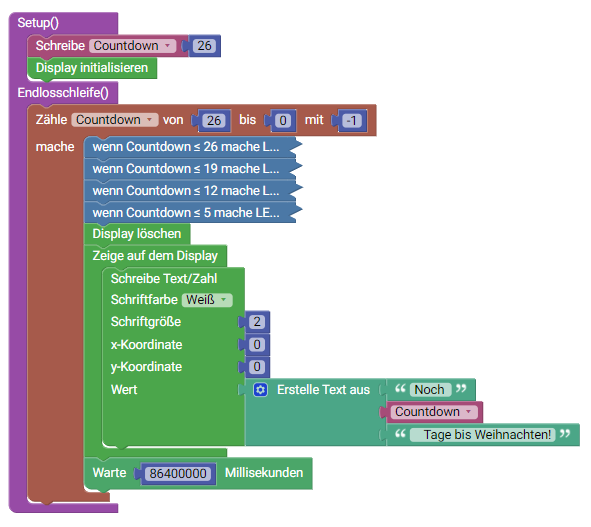 Setup()
Schreibe Countdown 26
Display initialisieren
Endlosschleife()
Zähle Countdown von 26 bis 0 mit -1
mache
wenn Countdown ≤ 26 mache L...
wenn Countdown ≤ 19 mache L...
wenn Countdown ≤ 12 mache L...
wenn Countdown ≤ 5 mache LE...
Display löschen
Zeige auf dem Display
Schreibe Text/Zahl
Schriftfarbe Weiß
Schriftgröße 2
x-Koordinate 0
y-Koordinate 0
Wert Erstelle Text aus “ Noch ”
Countdown
“ Tage bis Weihnachten! ”
Warte 86400000 Millisekunden